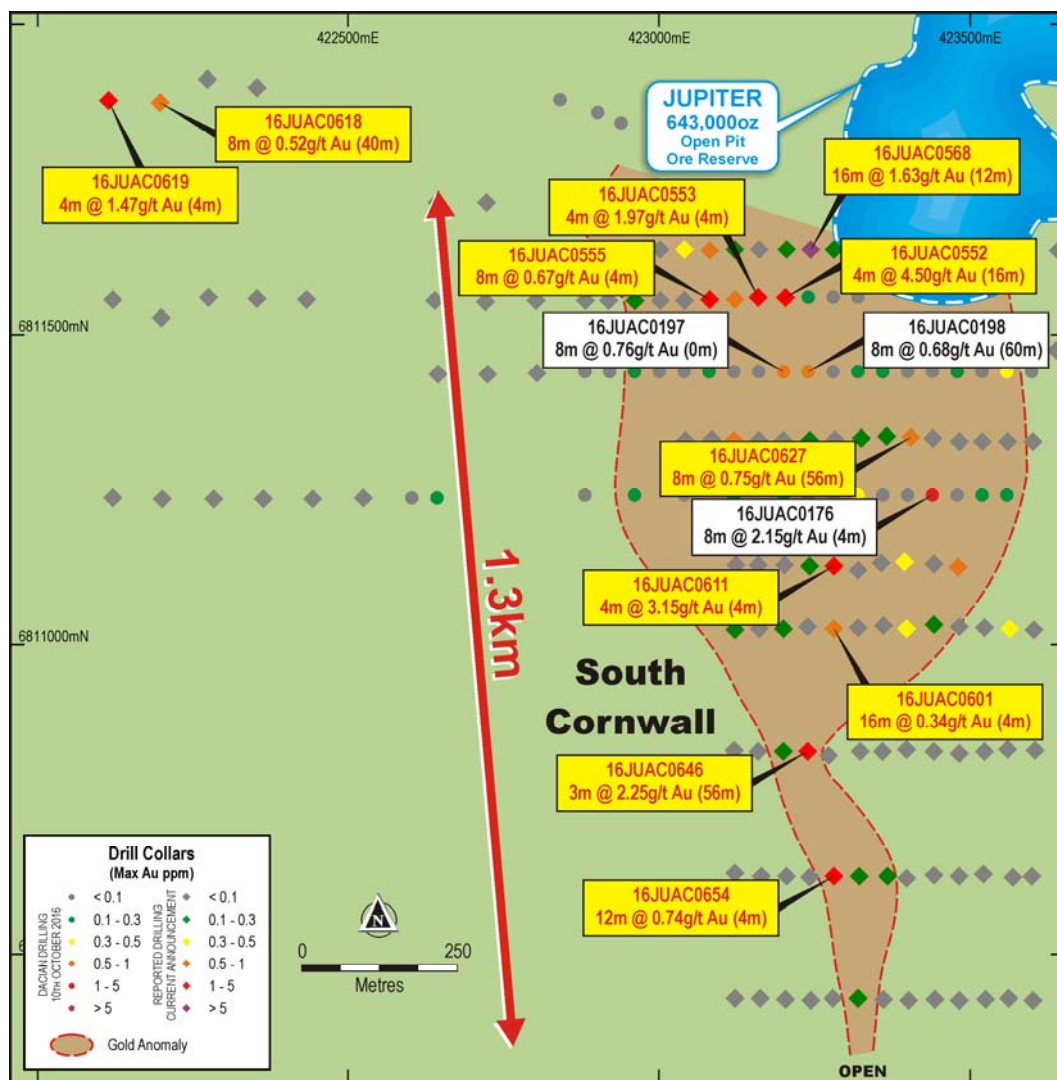 422500mE
423000mE
423500mE
JUPITER
643,000oz
Open Pit
Ore Reserve
16JUAC0618
8m @ 0.52g/t Au (40m)
16JUAC0619
4m @ 1.47g/t Au (4m)
16JUAC0568
16m @ 1.63g/t Au (12m)
16JUAC0553
4m @ 1.97g/t Au (4m)
16JUAC0555
8m @ 0.67g/t Au (4m)
16JUAC0552
4m @ 4.50g/t Au (16m)
6811500mN
16JUAC0197
8m @ 0.76g/t Au (0m)
16JUAC0198
8m @ 0.68g/t Au (60m)
16JUAC0627
8m @ 0.75g/t Au (56m)
16JUAC0176
8m @ 2.15g/t Au (4m)
16JUAC0611
4m @ 3.15g/t Au (4m)
1.3km
6811000mN
South
Cornwall
16JUAC0601
16m @ 0.34g/t Au (4m)
16JUAC0646
3m @ 2.25g/t Au (56m)
16JUAC0654
12m @ 0.74g/t Au (4m)
Drill Collars
(Max Au ppm)
DACIAN DRILLING
10TH OCTOBER 2016
< 0.1
0.1 - 0.3
0.3 - 0.5
0.5 - 1
1 - 5
> 5
REPORTED DRILLING
CURRENT ANNOUNCEMENT
< 0.1
0.1 - 0.3
0.3 - 0.5
0.5 - 1
1 - 5
> 5
Gold Anomaly
N
0 250
Metres
OPEN